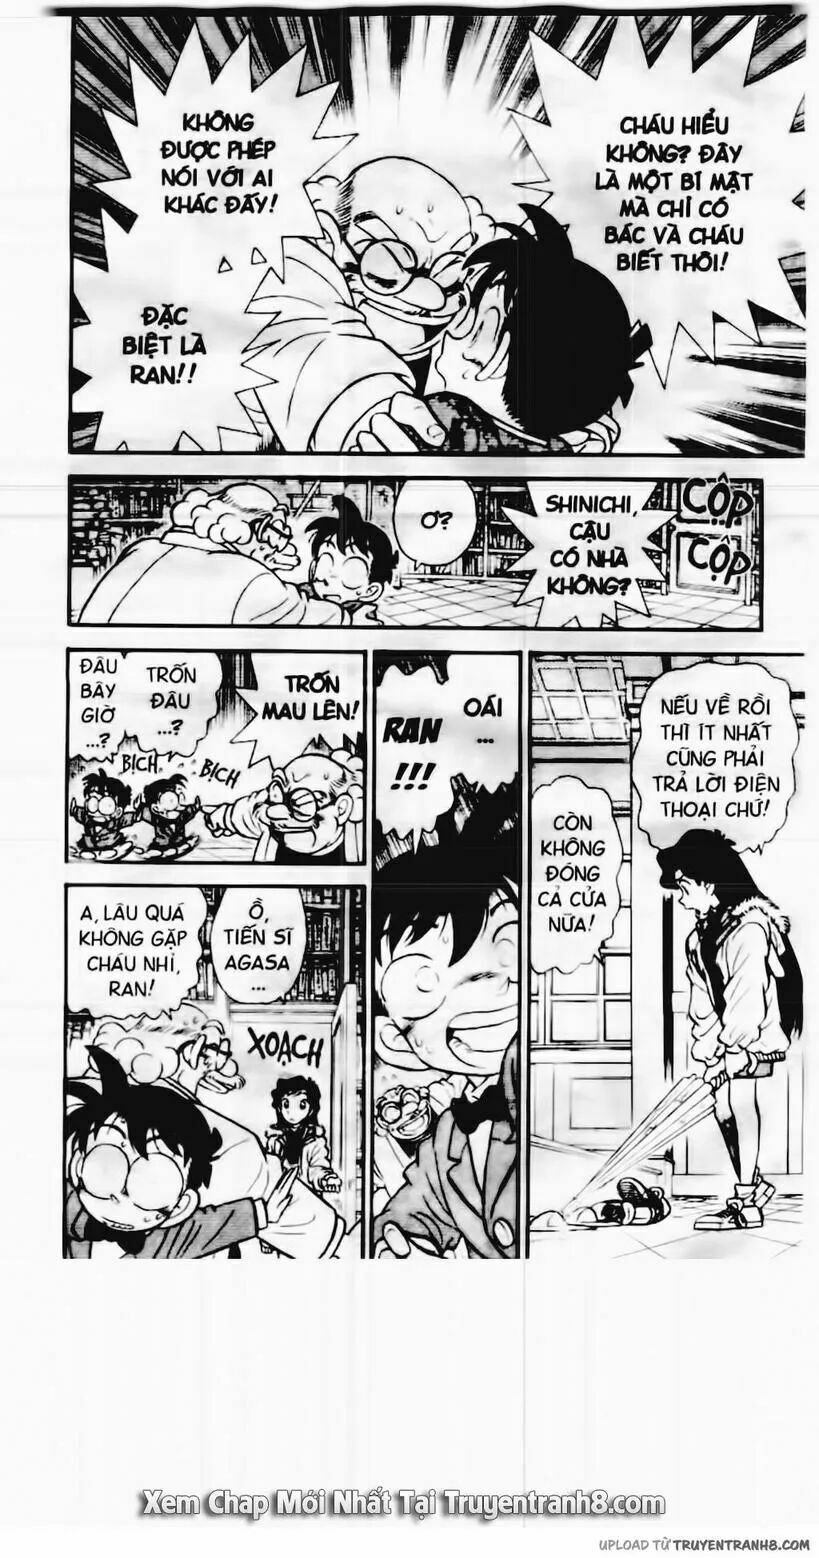 CHÁU HIỂU
KHÔNG? ĐÂY
LÀ MỘT BÍ MẬT
MÀ CHỈ CÓ
BÁC VÀ CHÁU
BIẾT THÔI!
KHÔNG
ĐƯỢC PHÉP
NÓI VỚI AI
KHÁC ĐẤY!
ĐẶC
BIỆT LÀ
RAN!!
CỘP
CỘP
SHINICHI,
CẬU
CÓ NHÀ
KHÔNG?
Ơ?
NẾU VỀ RỒI
THÌ ÍT NHẤT
CŨNG PHẢI
TRẢ LỜI ĐIỆN
THOẠI CHỨ!
CÒN
KHÔNG
ĐÓNG
CẢ CỬA
NỮA!
OÁI
...
RAN
!!!
TRỐN
MAU LÊN!
TRỐN
ĐÂU
...?
ĐÂU
BÂY
GIỜ
...?
BỊCH
BỊCH
Ồ,
TIẾN SĨ
AGASA
...
A, LÂU QUÁ
KHÔNG GẶP
CHÁU NHỈ,
RAN!
XOẠCH
Xem Chap Mới Nhất Tại Truyentranh8.com
UPLOAD TỪ TRUYENTRANH8.COM